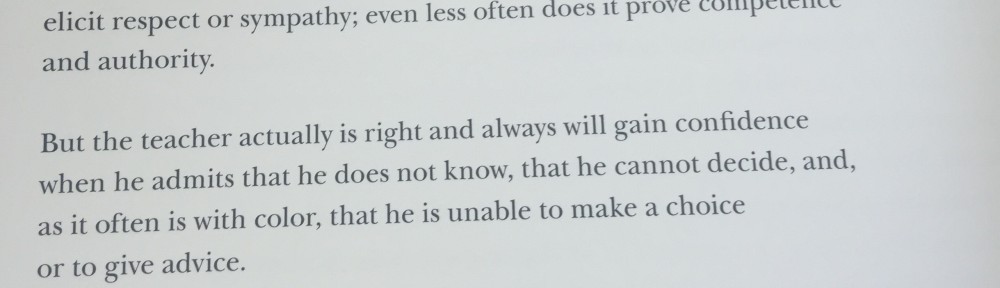 elicit respect or sympathy; even less often does it prove competence
and authority.
But the teacher actually is right and always will gain confidence
when he admits that he does not know, that he cannot decide, and,
as it often is with color, that he is unable to make a choice
or to give advice.